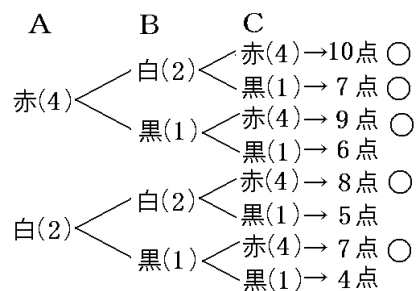 A B C
赤(4)→10点 ○
白(2)
黒(1)→ 7点 ○
赤(4)
赤(4)→ 9点 ○
黒(1)
黒(1)→ 6点
赤(4)→ 8点 ○
白(2)
黒(1)→ 5点
白(2)
赤(4)→ 7点 ○
黒(1)
黒(1)→ 4点